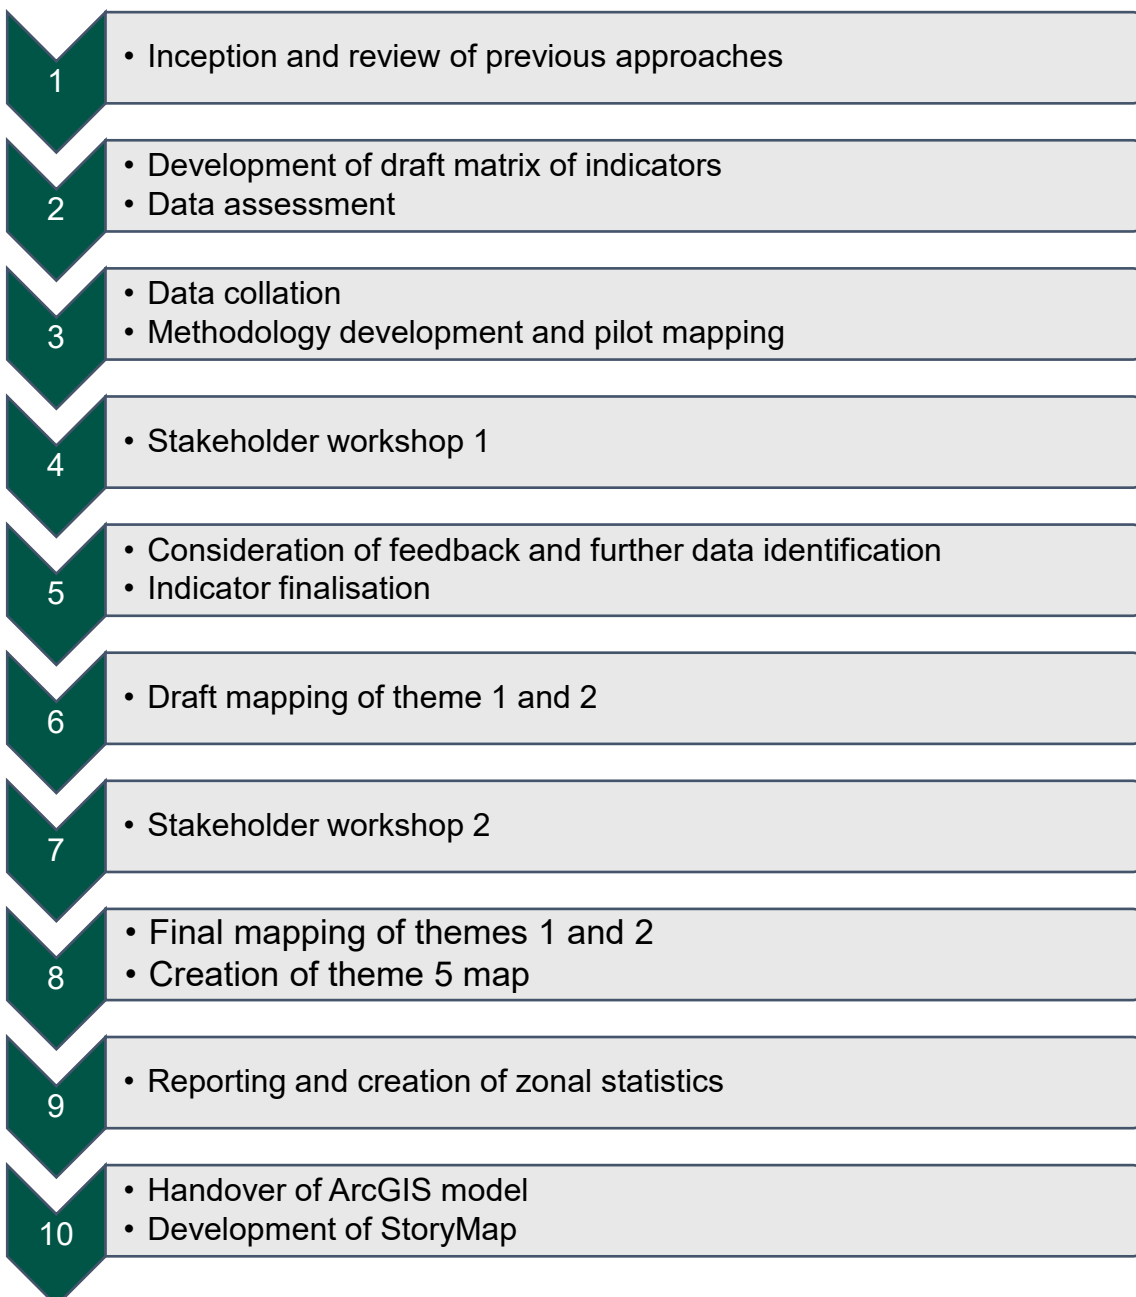 1
• Inception and review of previous approaches
2
• Development of draft matrix of indicators
• Data assessment
3
• Data collation
• Methodology development and pilot mapping
4
• Stakeholder workshop 1
5
• Consideration of feedback and further data identification
• Indicator finalisation
6
• Draft mapping of theme 1 and 2
7
• Stakeholder workshop 2
8
• Final mapping of themes 1 and 2
• Creation of theme 5 map
9
• Reporting and creation of zonal statistics
10
• Handover of ArcGIS model
• Development of StoryMap